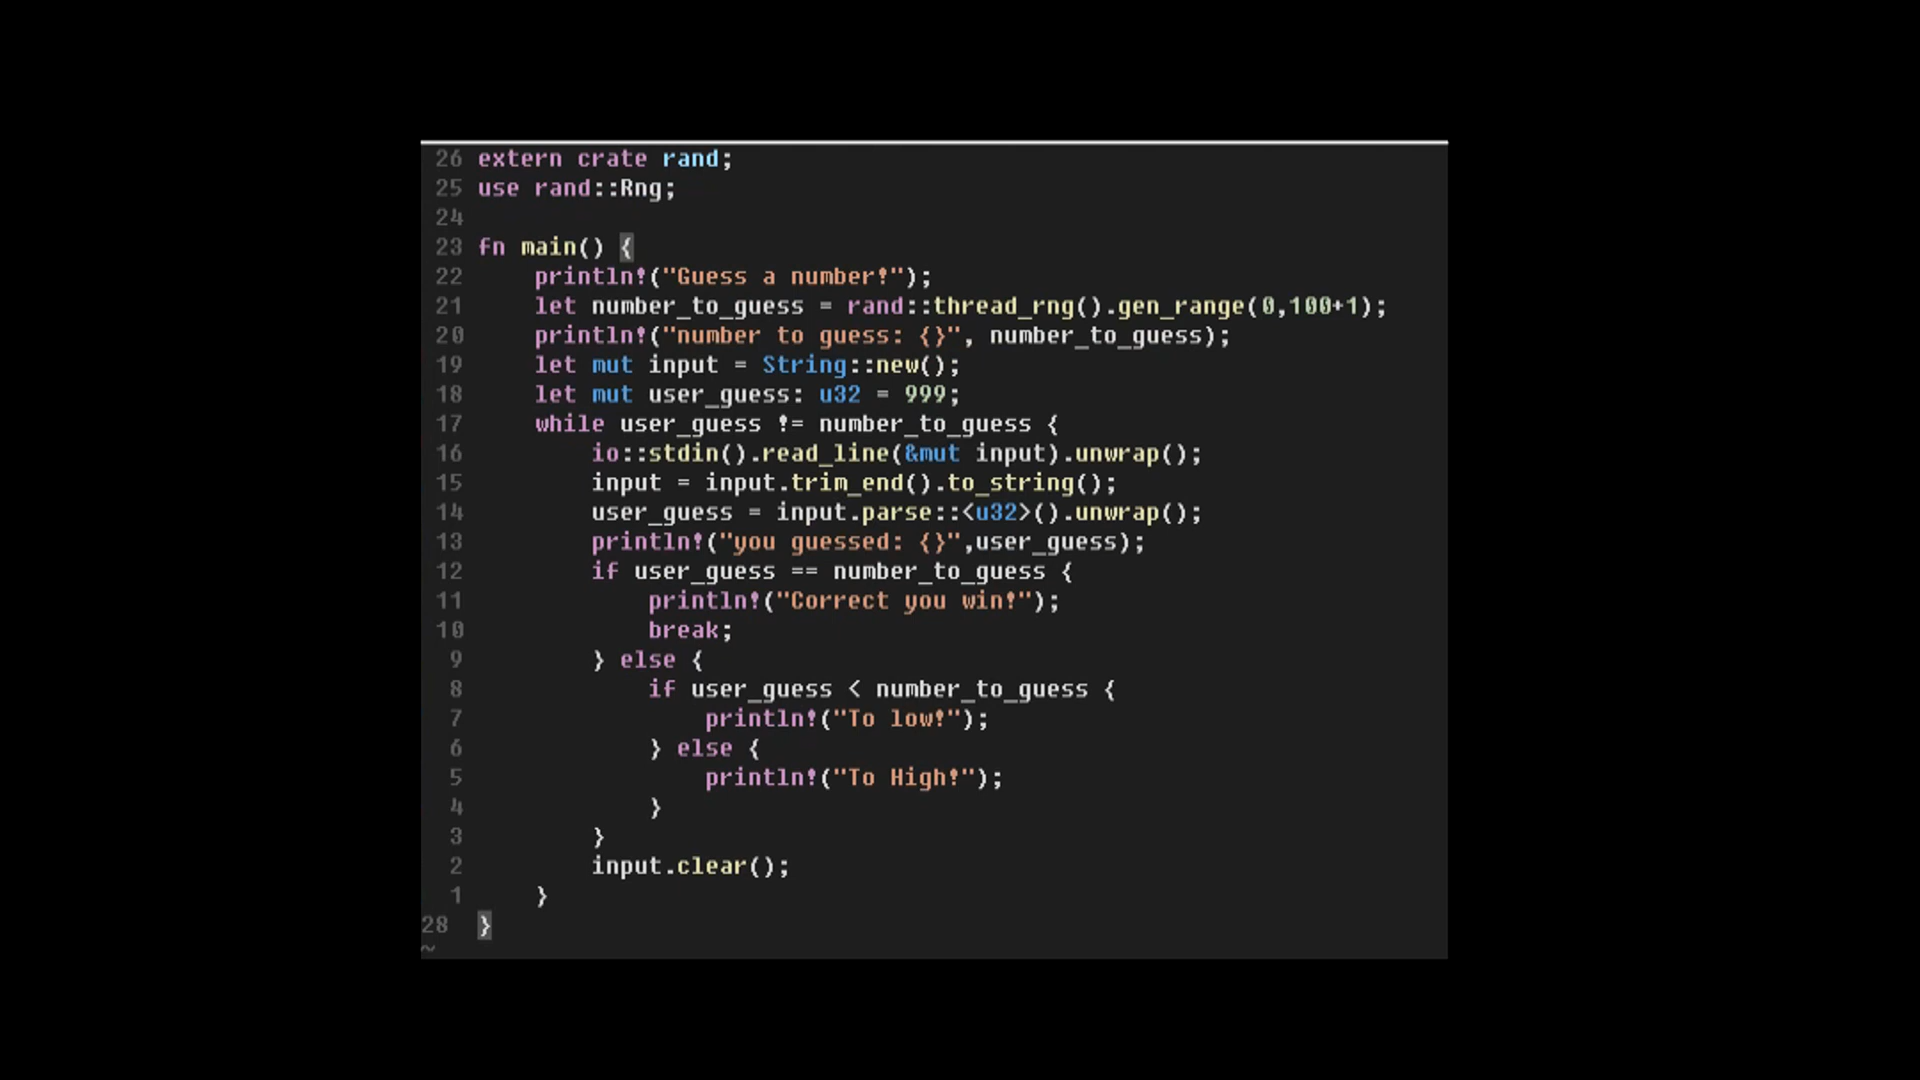 26 extern crate rand;
25 use rand::Rng;
24
23 fn main() {
22     println!("Guess a number!");
21     let number_to_guess = rand::thread_rng().gen_range(0,100+1);
20     println!("number to guess: {}", number_to_guess);
19     let mut input = String::new();
18     let mut user_guess: u32 = 999;
17     while user_guess != number_to_guess {
16         io::stdin().read_line(&mut input).unwrap();
15         input = input.trim_end().to_string();
14         user_guess = input.parse::<u32>().unwrap();
13         println!("you guessed: {}",user_guess);
12         if user_guess == number_to_guess {
11             println!("Correct you win!");
10             break;
9         } else {
8             if user_guess < number_to_guess {
7                 println!("To low!");
6             } else {
5                 println!("To High!");
4             }
3         }
2         input.clear();
1     }
28 }
~